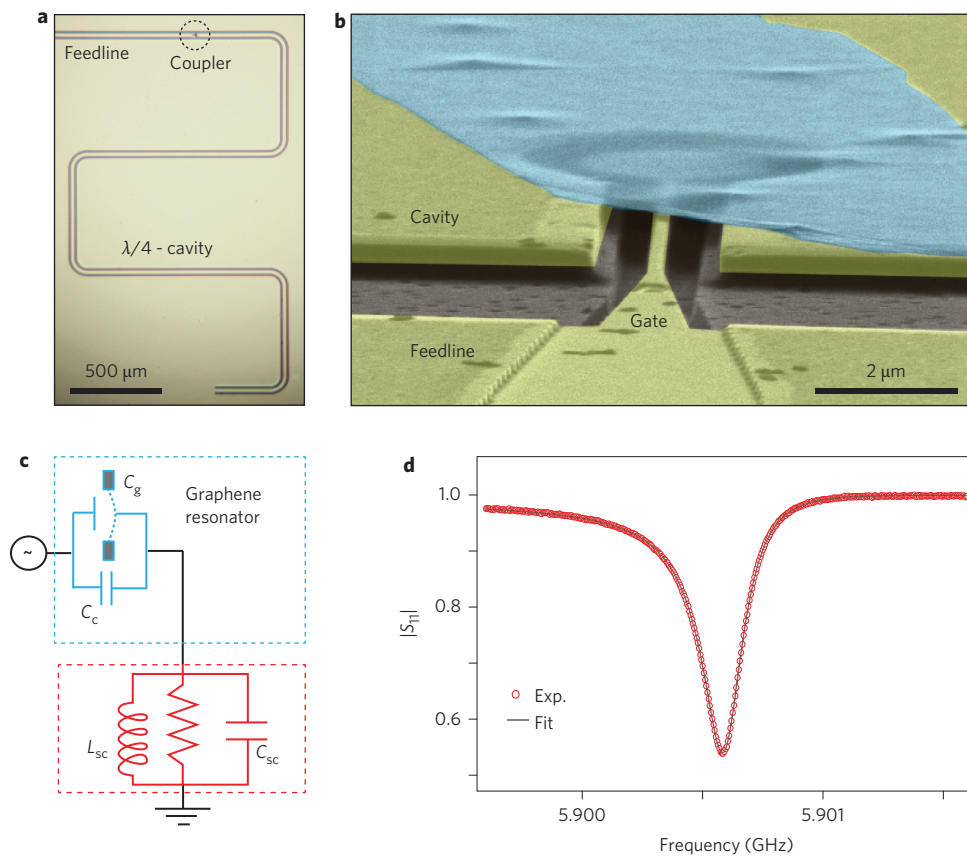 a
Feedline
Coupler
λ/4 - cavity
500 μm
b
Cavity
Gate
Feedline
2 μm
c
C_g
Graphene
resonator
~
C_c
L_sc
C_sc
d
1.0
0.8
0.6
|S_11|
Exp.
Fit
5.900
5.901
Frequency (GHz)